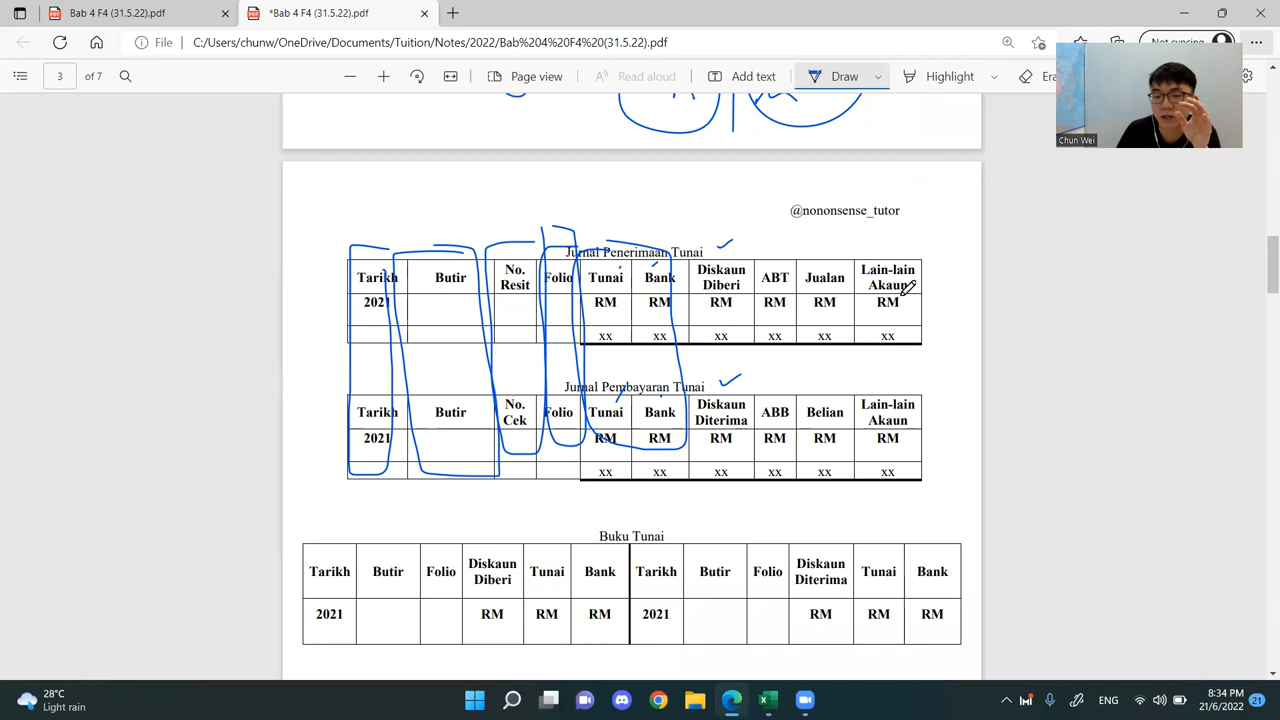 Bab 4 F4 (31.5.22)
*Bab 4 F4 (31.5.22)
File
C:/Users/chunw/OneDrive/Documents/Tuition/Notes/2022/Bab%204%20F4%20(31.5.22).pdf
Not syncing
3 of 7
Page view
Read aloud
Add text
Draw
Highlight
Chun Wei
@nononsense_tutor
Jurnal Penerimaan Tunai
Tarikh Butir No. Resit Folio Tunai Bank Diskaun Diberi ABT Jualan Lain-lain Akaun
2021 RM RM RM RM RM RM
xx xx xx xx xx xx
Jurnal Pembayaran Tunai
Tarikh Butir No. Cek Folio Tunai Bank Diskaun Diterima ABB Belian Lain-lain Akaun
2021 RM RM RM RM RM RM
xx xx xx xx xx xx
Buku Tunai
Tarikh Butir Folio Diskaun Diberi Tunai Bank Tarikh Butir Folio Diskaun Diterima Tunai Bank
2021 RM RM RM 2021 RM RM RM
28°C
Light rain
ENG
8:34 PM
21/6/2022
21